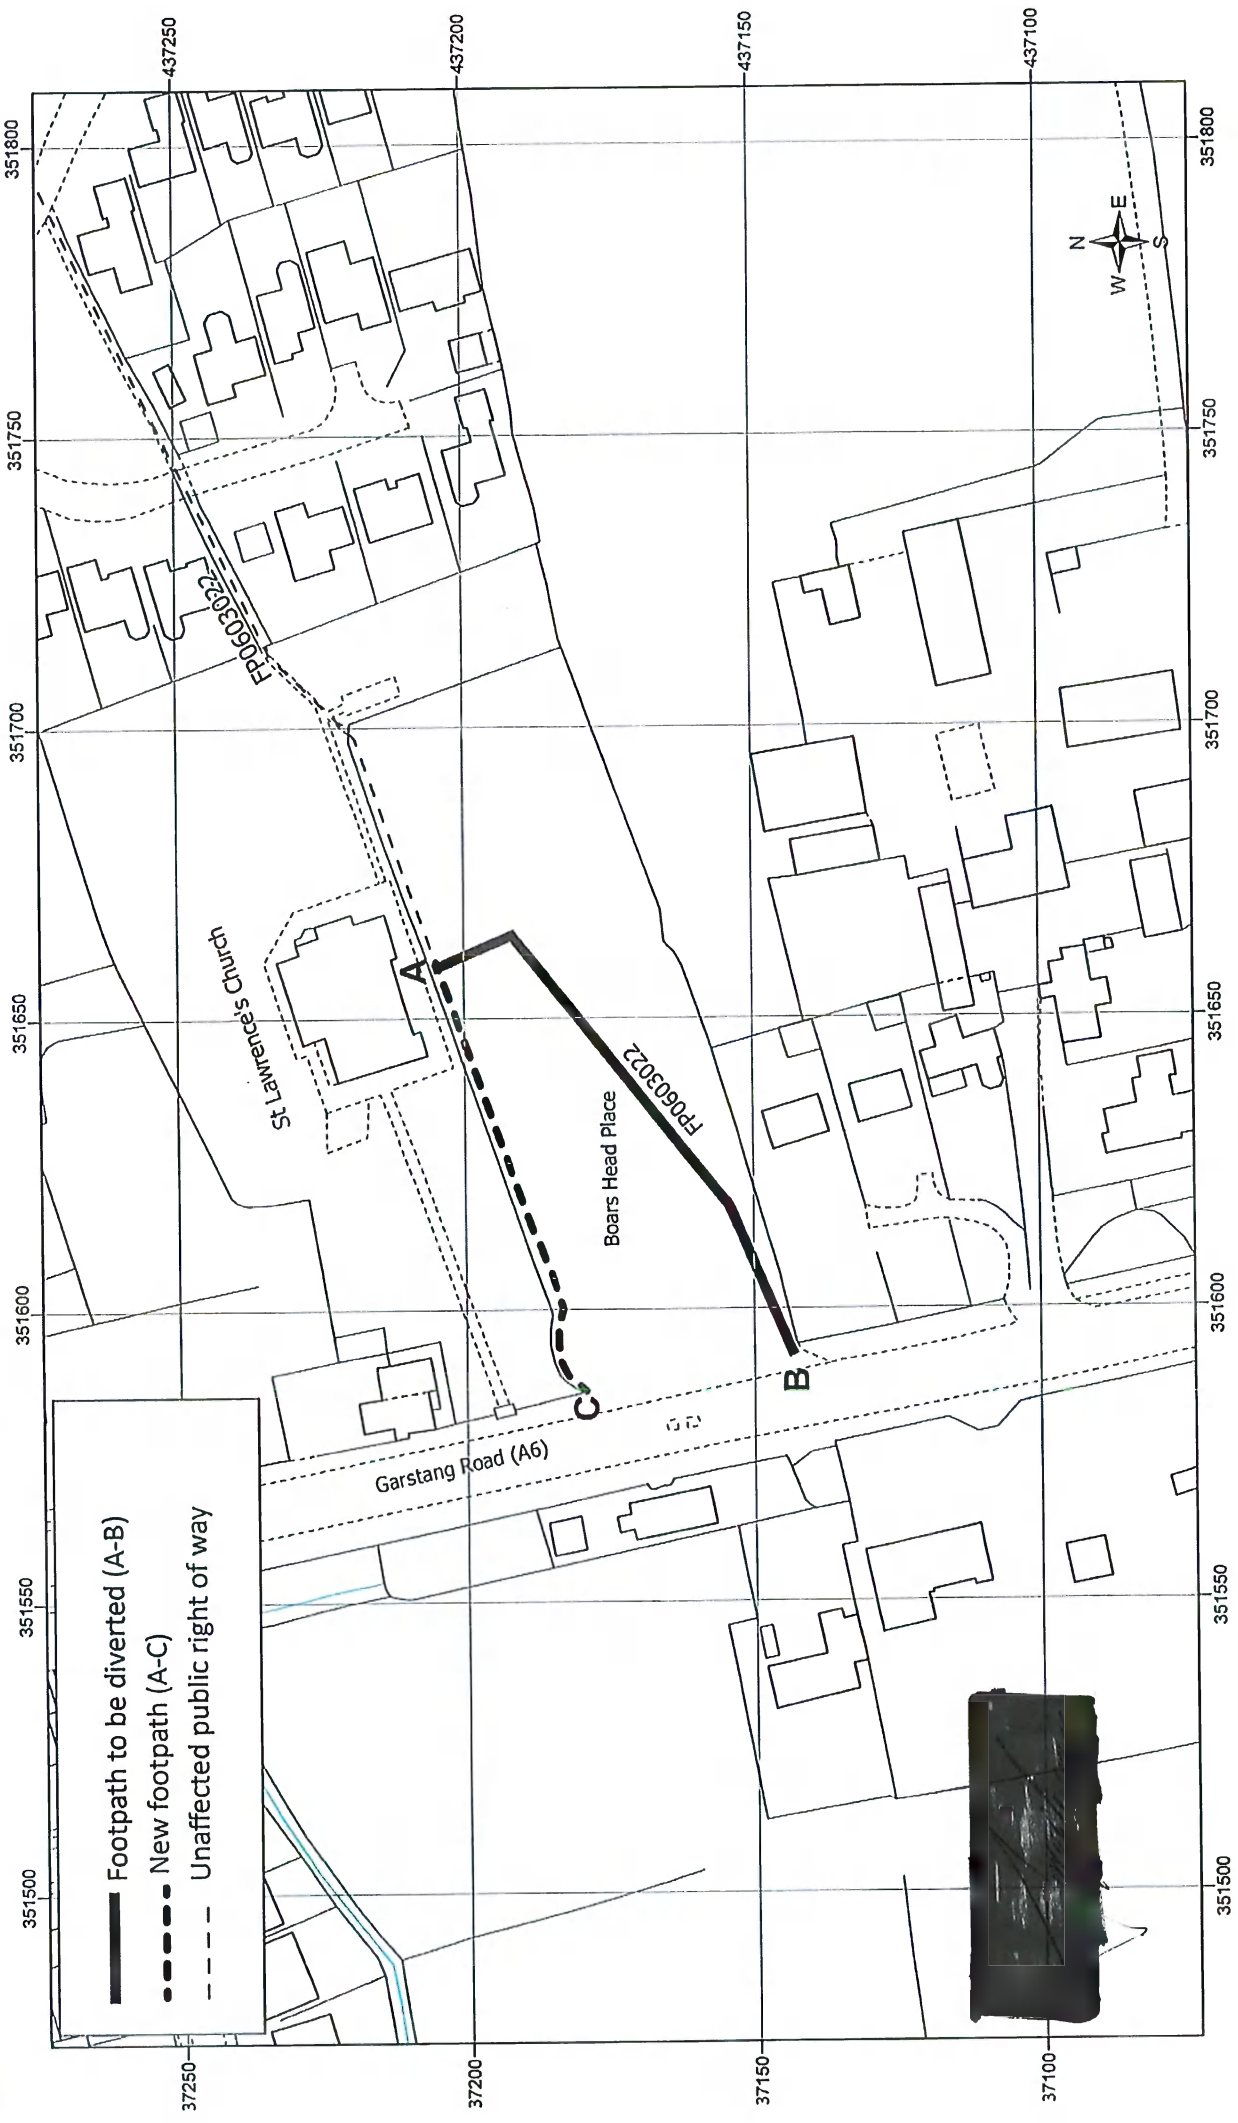 351500
351550
351600
351650
351700
351750
351800
Footpath to be diverted (A-B)
New footpath (A-C)
Unaffected public right of way
37250
437250
FP0603022
St Lawrence's Church
37200
437200
A
Garstang Road (A6)
C
Boars Head Place
FP0603022
B
37150
437150
N
W
E
S
37100
437100
351500
351550
351600
351650
351700
351750
351800